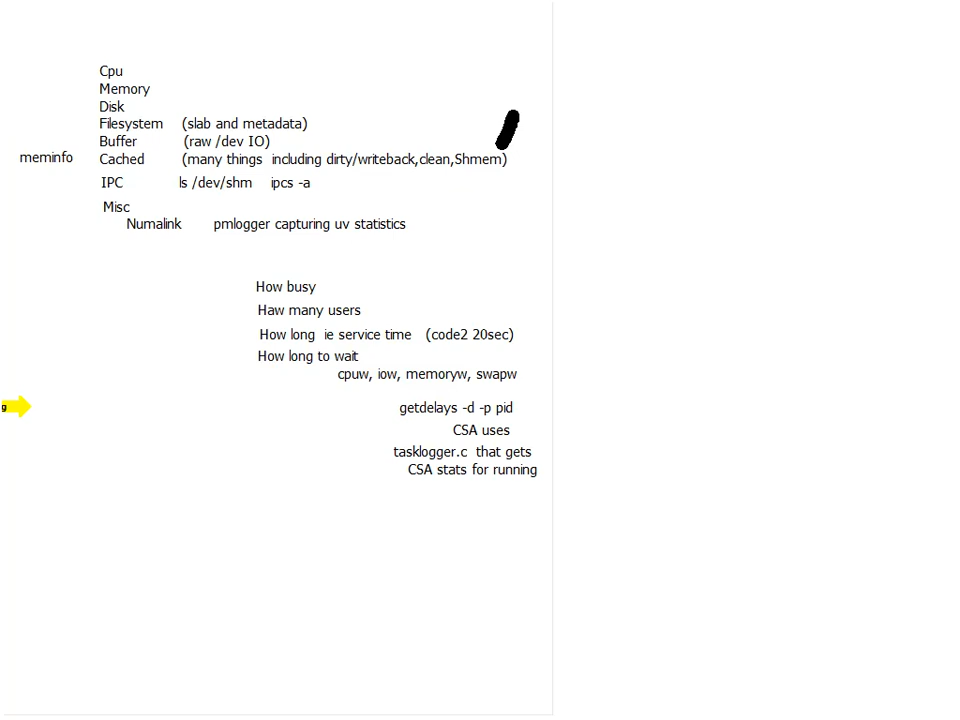 Cpu
Memory
Disk
Filesystem (slab and metadata)
Buffer (raw /dev IO)
meminfo Cached (many things including dirty/writeback,clean,Shmem)
IPC ls /dev/shm ipcs -a
Misc
Numalink pmlogger capturing uv statistics
How busy
Haw many users
How long ie service time (code2 20sec)
How long to wait
cpuw, iow, memoryw, swapw
g
getdelays -d -p pid
CSA uses
tasklogger.c that gets
CSA stats for running